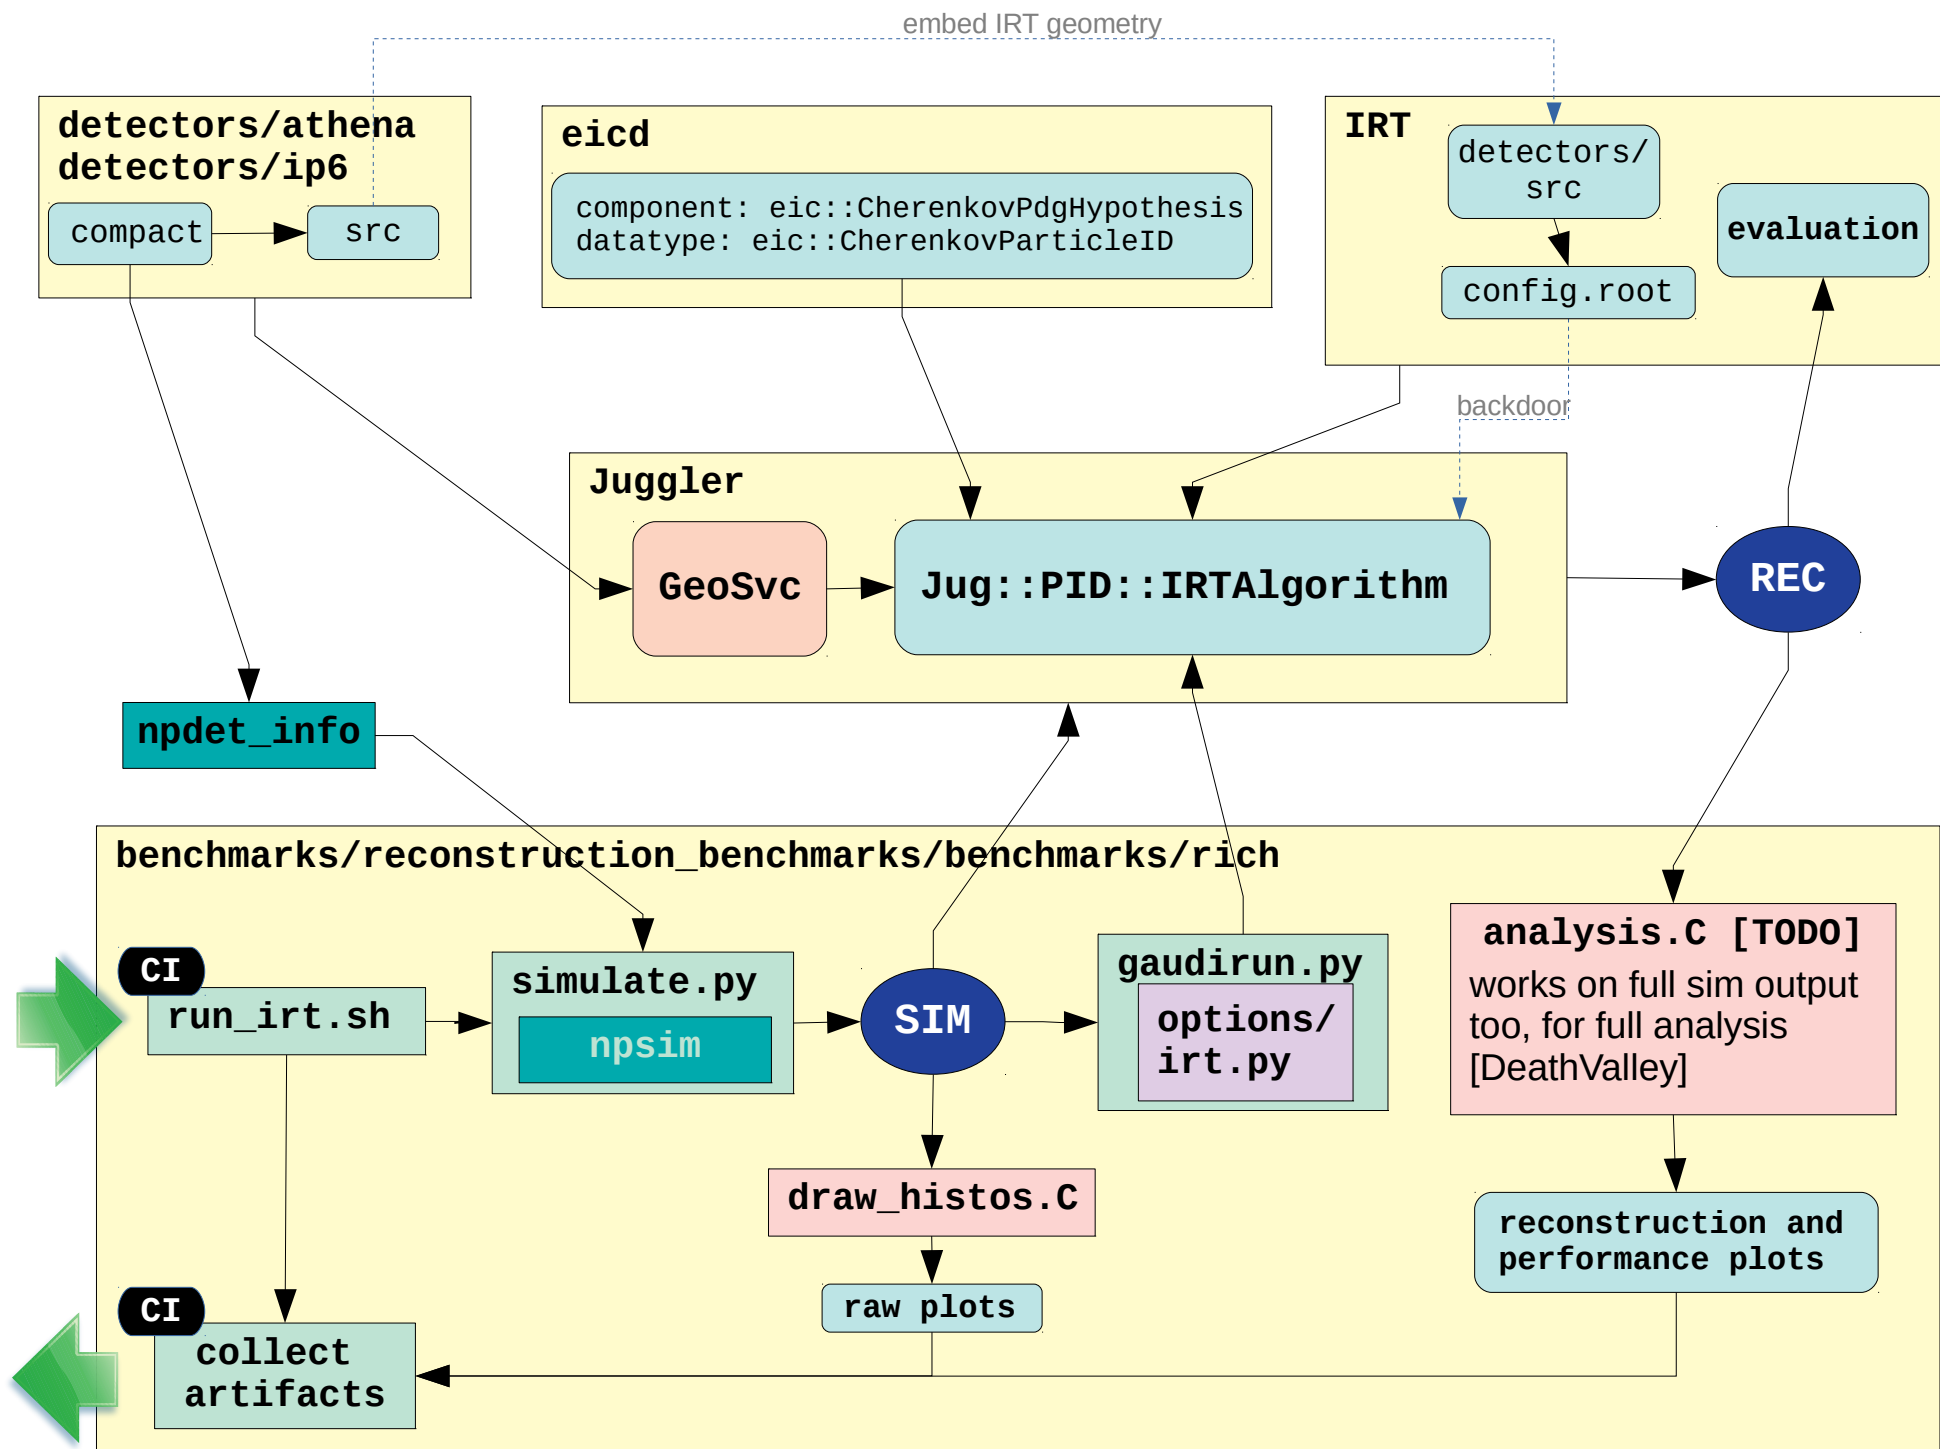 embed IRT geometry
detectors/athena
detectors/ip6
compact
src
eicd
component: eic::CherenkovPdgHypothesis
datatype: eic::CherenkovParticleID
IRT
detectors/
src
config.root
evaluation
backdoor
Juggler
GeoSvc
Jug::PID::IRTAlgorithm
REC
npdet_info
benchmarks/reconstruction_benchmarks/benchmarks/rich
CI
run_irt.sh
simulate.py
npsim
SIM
gaudirun.py
options/
irt.py
analysis.C [TODO]
works on full sim output
too, for full analysis
[DeathValley]
draw_histos.C
raw plots
reconstruction and
performance plots
CI
collect
artifacts